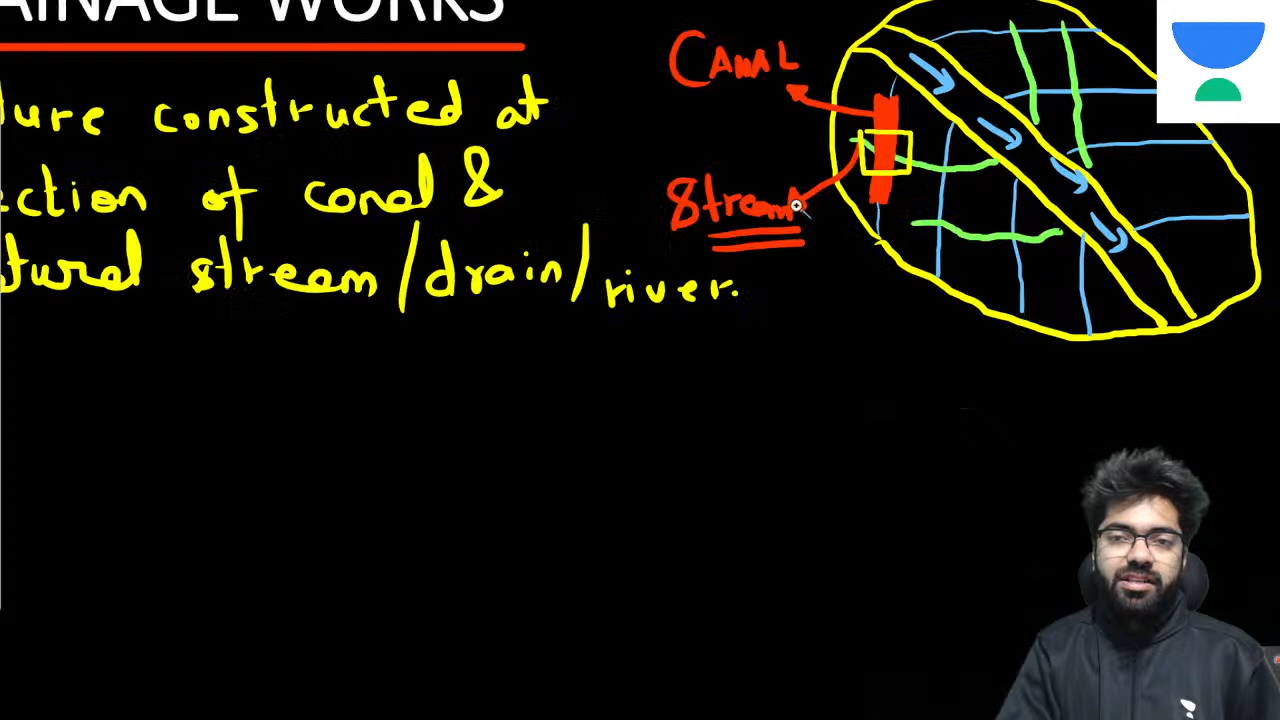 AINAGE WORKS
ture constructed at
ection of canal &
tural stream/drain/river.
CANAL
Stream